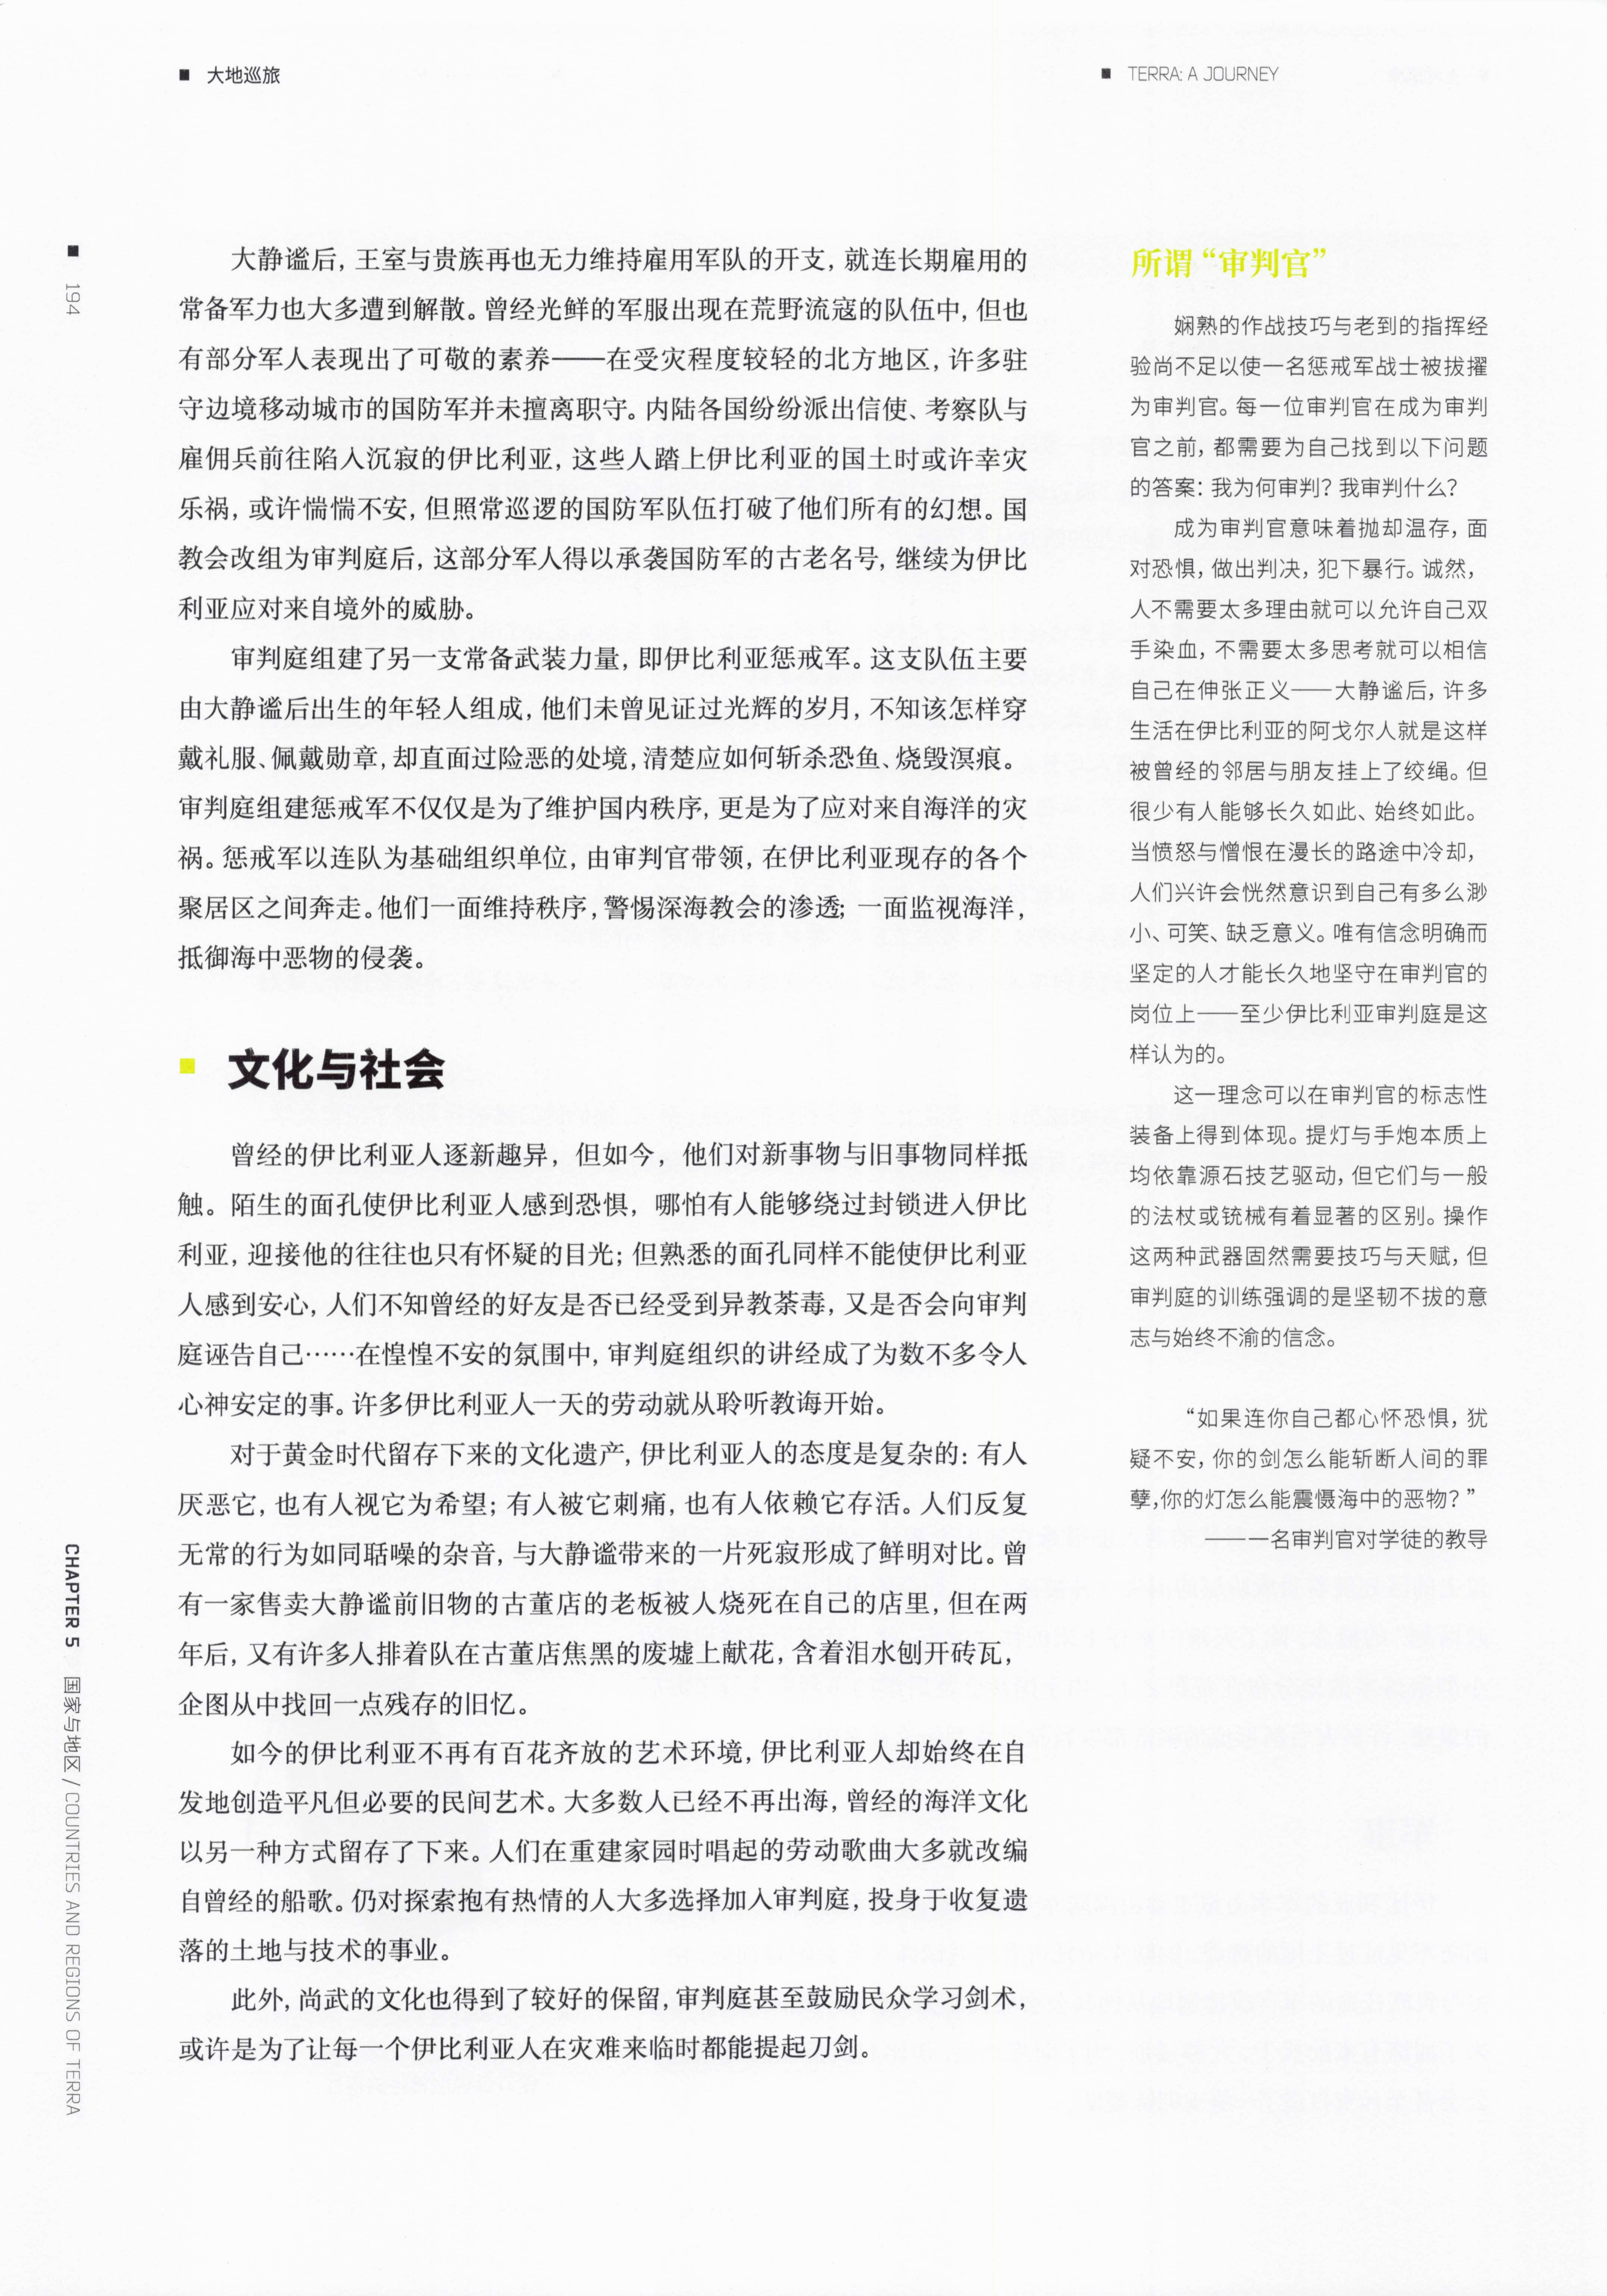 大地巡旅
TERRA: A JOURNEY
194
大静谧后，王室与贵族再也无力维持雇用军队的开支，就连长期雇用的
常备军力也大多遭到解散。曾经光鲜的军服出现在荒野流寇的队伍中，但也
有部分军人表现出了可敬的素养——在受灾程度较轻的北方地区，许多驻
守边境移动城市的国防军并未擅离职守。内陆各国纷纷派出信使、考察队与
雇佣兵前往陷入沉寂的伊比利亚，这些人踏上伊比利亚的国土时或许幸灾
乐祸，或许惴惴不安，但照常巡逻的国防军队伍打破了他们所有的幻想。国
教会改组为审判庭后，这部分军人得以承袭国防军的古老名号，继续为伊比
利亚应对来自境外的威胁。
审判庭组建了另一支常备武装力量，即伊比利亚惩戒军。这支队伍主要
由大静谧后出生的年轻人组成，他们未曾见证过光辉的岁月，不知该怎样穿
戴礼服、佩戴勋章，却直面过险恶的处境，清楚应如何斩杀恐鱼、烧毁溟痕。
审判庭组建惩戒军不仅仅是为了维护国内秩序，更是为了应对来自海洋的灾
祸。惩戒军以连队为基础组织单位，由审判官带领，在伊比利亚现存的各个
聚居区之间奔走。他们一面维持秩序，警惕深海教会的渗透；一面监视海洋，
抵御海中恶物的侵袭。
文化与社会
曾经的伊比利亚人逐新趣异，但如今，他们对新事物与旧事物同样抵
触。陌生的面孔使伊比利亚人感到恐惧，哪怕有人能够绕过封锁进入伊比
利亚，迎接他的往往也只有怀疑的目光；但熟悉的面孔同样不能使伊比利亚
人感到安心，人们不知曾经的好友是否已经受到异教荼毒，又是否会向审判
庭诬告自己……在惶惶不安的氛围中，审判庭组织的讲经成了为数不多令人
心神安定的事。许多伊比利亚人一天的劳动就从聆听教诲开始。
对于黄金时代留存下来的文化遗产，伊比利亚人的态度是复杂的：有人
厌恶它，也有人视它为希望；有人被它刺痛，也有人依赖它存活。人们反复
无常的行为如同聒噪的杂音，与大静谧带来的一片死寂形成了鲜明对比。曾
有一家售卖大静谧前旧物的古董店的老板被人烧死在自己的店里，但在两
年后，又有许多人排着队在古董店焦黑的废墟上献花，含着泪水刨开砖瓦，
企图从中找回一点残存的旧忆。
如今的伊比利亚不再有百花齐放的艺术环境，伊比利亚人却始终在自
发地创造平凡但必要的民间艺术。大多数人已经不再出海，曾经的海洋文化
以另一种方式留存了下来。人们在重建家园时唱起的劳动歌曲大多就改编
自曾经的船歌。仍对探索抱有热情的人大多选择加入审判庭，投身于收复遗
落的土地与技术的事业。
此外，尚武的文化也得到了较好的保留，审判庭甚至鼓励民众学习剑术，
或许是为了让每一个伊比利亚人在灾难来临时都能提起刀剑。
所谓“审判官”
娴熟的作战技巧与老到的指挥经
验尚不足以使一名惩戒军战士被拔擢
为审判官。每一位审判官在成为审判
官之前，都需要为自己找到以下问题
的答案：我为何审判？我审判什么？
成为审判官意味着抛却温存，面
对恐惧，做出判决，犯下暴行。诚然，
人不需要太多理由就可以允许自己双
手染血，不需要太多思考就可以相信
自己在伸张正义——大静谧后，许多
生活在伊比利亚的阿戈尔人就是这样
被曾经的邻居与朋友挂上了绞绳。但
很少有人能够长久如此、始终如此。
当愤怒与憎恨在漫长的路途中冷却，
人们兴许会恍然意识到自己有多么渺
小、可笑、缺乏意义。唯有信念明确而
坚定的人才能长久地坚守在审判官的
岗位上——至少伊比利亚审判庭是这
样认为的。
这一理念可以在审判官的标志性
装备上得到体现。提灯与手炮本质上
均依靠源石技艺驱动，但它们与一般
的法杖或铳械有着显著的区别。操作
这两种武器固然需要技巧与天赋，但
审判庭的训练强调的是坚韧不拔的意
志与始终不渝的信念。
“如果连你自己都心怀恐惧，犹
疑不安，你的剑怎么能斩断人间的罪
孽，你的灯怎么能震慑海中的恶物？”
——一名审判官对学徒的教导
CHAPTER 5 国家与地区 / COUNTRIES AND REGIONS OF TERRA